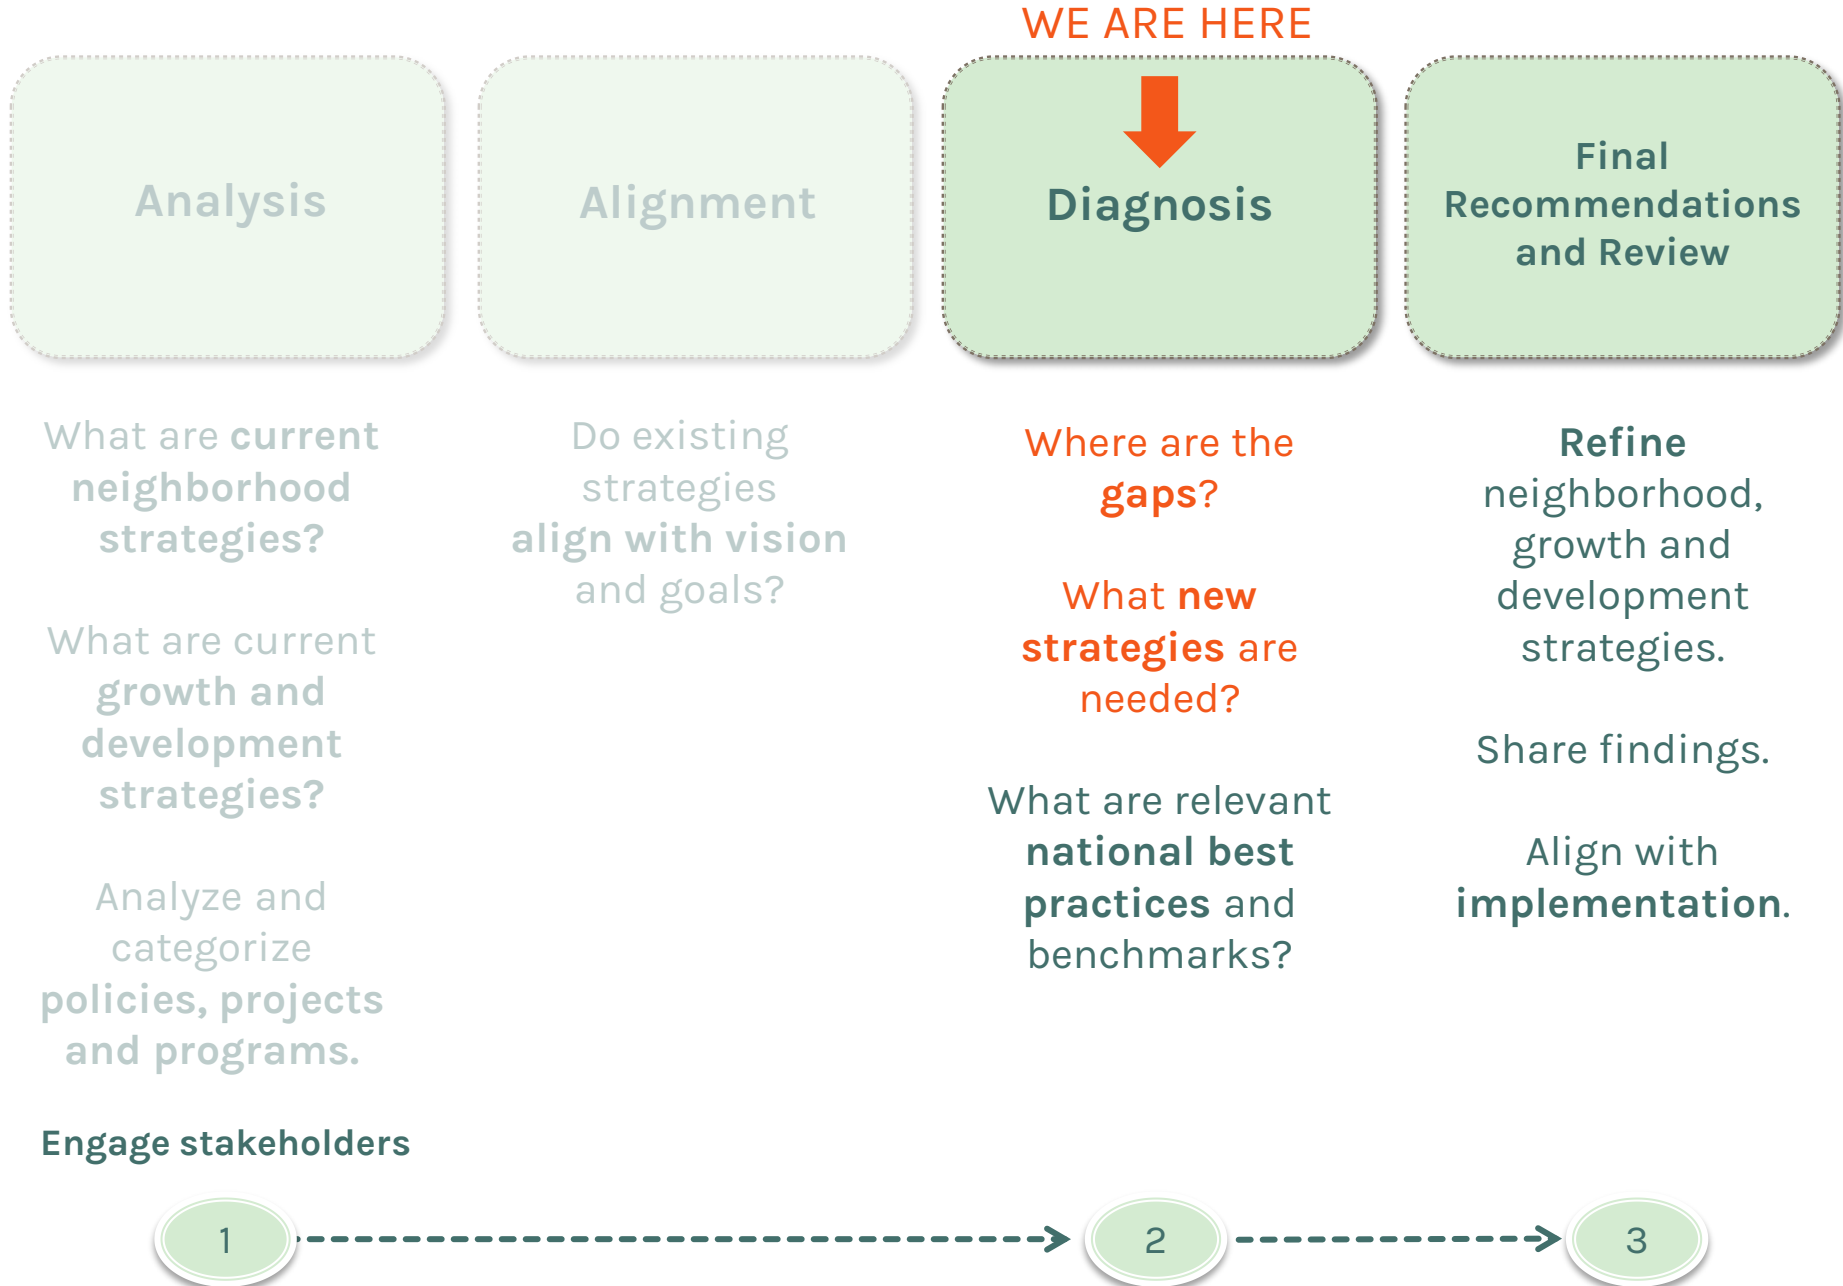 WE ARE HERE
Analysis
Alignment
Diagnosis
Final
Recommendations
and Review
What are current
neighborhood
strategies?
What are current
growth and
development
strategies?
Analyze and
categorize
policies, projects
and programs.
Do existing
strategies
align with vision
and goals?
Where are the
gaps?
What new
strategies are
needed?
What are relevant
national best
practices and
benchmarks?
Refine
neighborhood,
growth and
development
strategies.
Share findings.
Align with
implementation.
Engage stakeholders
1
2
3